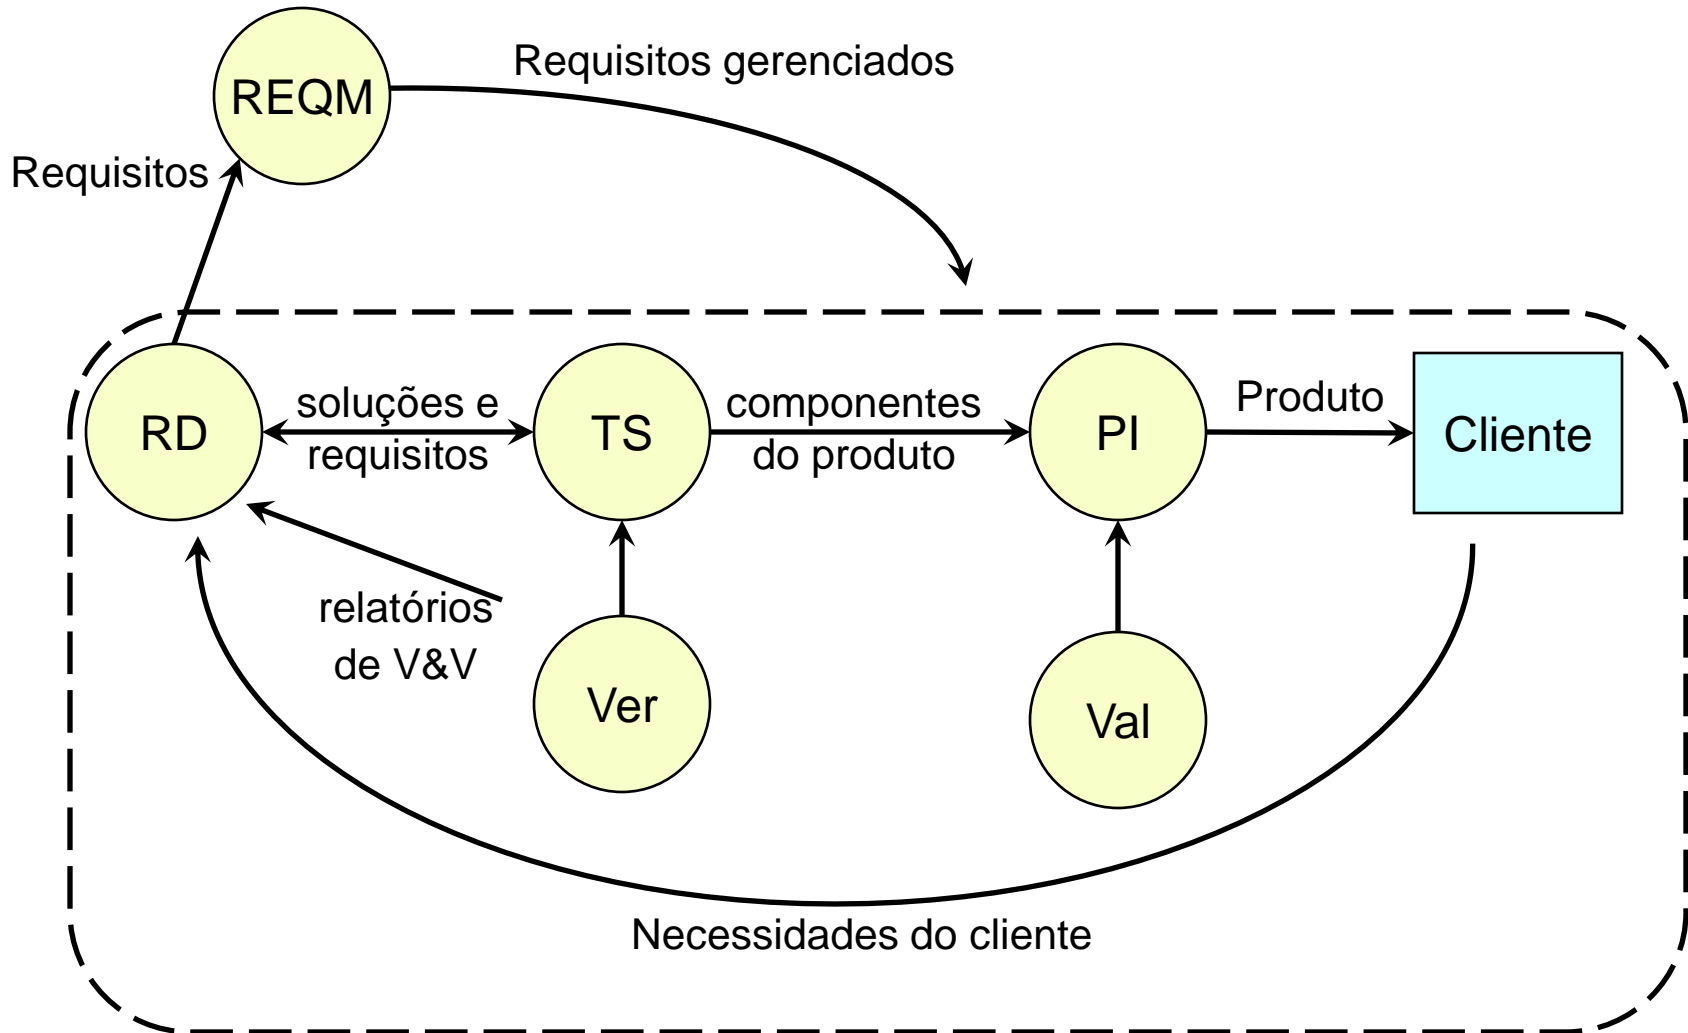 Requisitos gerenciados
REQM
Requisitos
RD
soluções e
requisitos
TS
componentes
do produto
PI
Produto
Cliente
relatórios
de V&V
Ver
Val
Necessidades do cliente